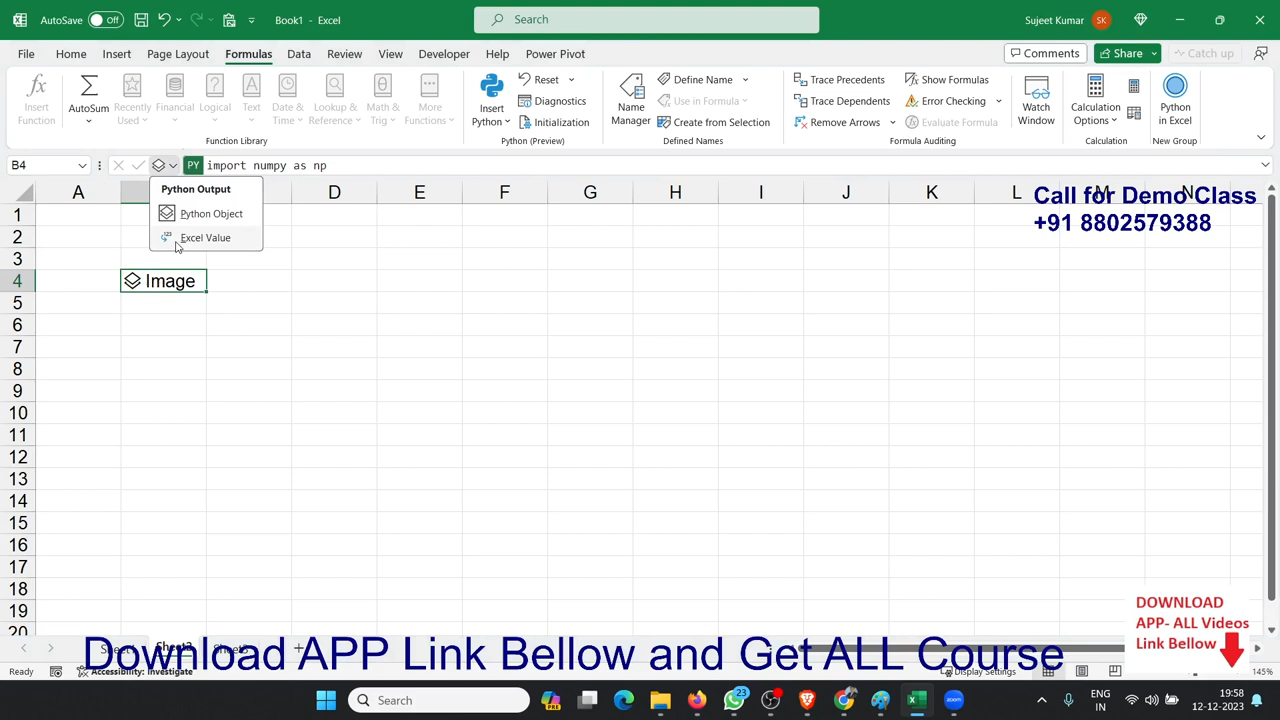 AutoSave Off Book1 - Excel Search Sujeet Kumar SK
File Home Insert Page Layout Formulas Data Review View Developer Help Power Pivot Comments Share Catch up
Insert Function AutoSum Recently Used Financial Logical Text Date & Time Lookup & Reference Math & Trig More Functions
Function Library
Insert Python Reset Diagnostics Initialization
Python (Preview)
Name Manager Define Name Use in Formula Create from Selection
Defined Names
Trace Precedents Trace Dependents Remove Arrows Show Formulas Error Checking Evaluate Formula
Formula Auditing
Watch Window Calculation Options
Calculation
Python in Excel
New Group
B4 PY import numpy as np
Python Output
Python Object
Excel Value
A D E F G H I J K L M N
Call for Demo Class
+91 8802579388
1
2
3
4 Image
5
6
7
8
9
10
11
12
13
14
15
16
17
18
19
20
DOWNLOAD
APP- ALL Videos
Link Bellow
Download APP Link Bellow and Get ALL Course
Ready Accessibility: Investigate Display Settings 145%
Search 23 ENG IN 19:58 12-12-2023